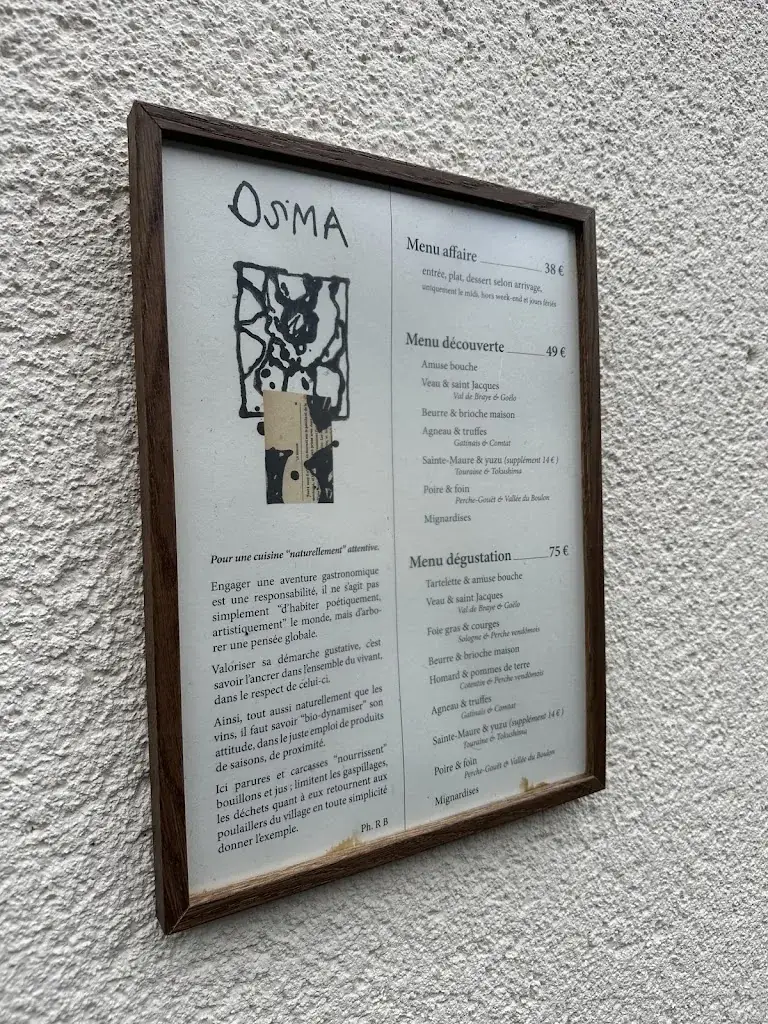 OSMA
Pour une cuisine "naturellement" attentive.
Engager une aventure gastronomique
est une responsabilité, il ne s'agit pas
simplement "d'habiter poétiquement,
artistiquement" le monde, mais d'arbo-
rer une pensée globale.
Valoriser sa démarche gustative, c'est
savoir l'ancrer dans l'ensemble du vivant,
dans le respect de celui-ci.
Ainsi, tout aussi naturellement que les
vins, il faut savoir "bio-dynamiser" son
attitude, dans le juste emploi de produits
de saisons, de proximité.
Ici parures et carcasses "nourrissent"
bouillons et jus ; limitent les gaspillages,
les déchets quant à eux retournent aux
poulaillers du village en toute simplicité
donner l'exemple.
Ph. R B
Menu affaire 38 €
entrée, plat, dessert selon arrivage,
uniquement le midi, hors week-end et jours fériés
Menu découverte 49 €
Amuse bouche
Veau & saint Jacques
Val de Braye & Goëlo
Beurre & brioche maison
Agneau & truffes
Gatinais & Comtat
Sainte-Maure & yuzu (supplément 14 €)
Touraine & Tokushima
Poire & foin
Perche-Gouët & Vallée du Boulon
Mignardises
Menu dégustation 75 €
Tartelette & amuse bouche
Veau & saint Jacques
Val de Braye & Goëlo
Foie gras & courges
Sologne & Perche vendômois
Beurre & brioche maison
Homard & pommes de terre
Cotentin & Perche vendômois
Agneau & truffes
Gatinais & Comtat
Sainte-Maure & yuzu (supplément 14 €)
Touraine & Tokushima
Poire & foin
Perche-Gouët & Vallée du Boulon
Mignardises